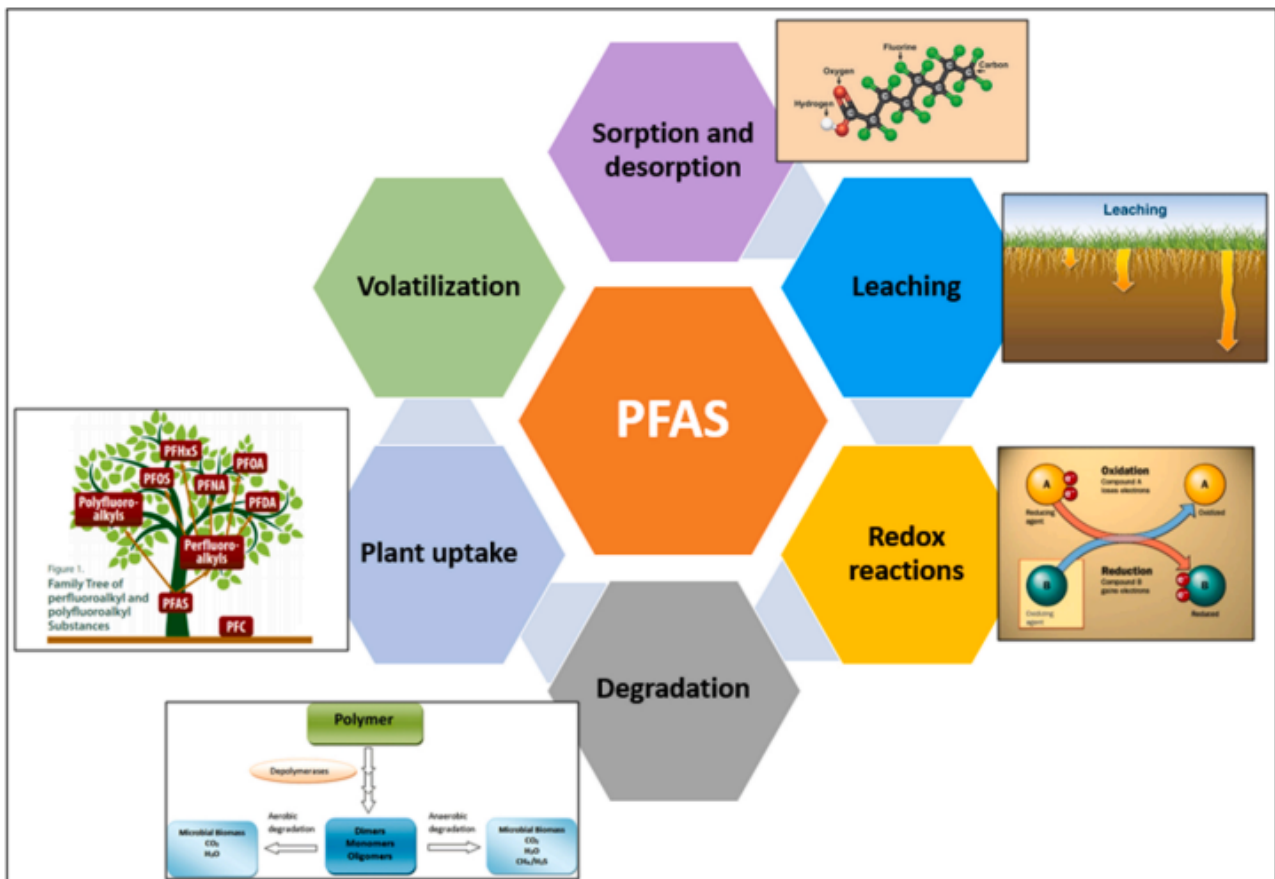 Sorption and
desorption
Fluorine
Oxygen
Carbon
Hydrogen
C
C
C
C
C
C
C
C
Volatilization
Leaching
Leaching
PFAS
PFHxS
PFOA
PFOS
PFNA
PFDA
Polyfluoro-
alkyls
Perfluoro-
alkyls
Figure 1.
Family Tree of
perfluoroalkyl and
polyfluoroalkyl
Substances
PFAS
PFC
Plant uptake
Redox
reactions
Oxidation
Compound A
loses electrons
A
e-
e-
A
Reducing
agent
Oxidized
Reduction
Compound B
gains electrons
B
e-
e-
B
Oxidizing
agent
Reduced
Degradation
Polymer
Depolymerases
Aerobic
degradation
Anaerobic
degradation
Microbial Biomass
CO₂
H₂O
Dimers
Monomers
Oligomers
Microbial Biomass
CO₂
H₂O
CH₄/H₂S